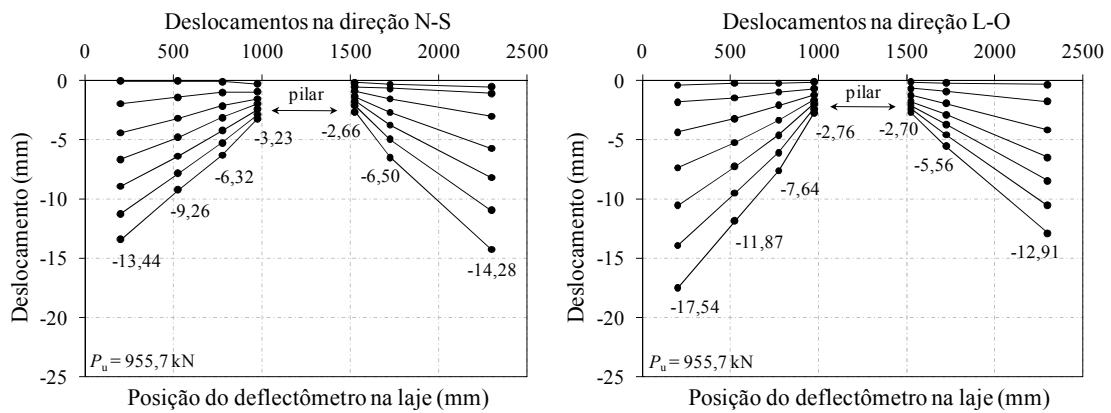 Deslocamentos na direção N-S
0 500 1000 1500 2000 2500
0
-5
-10
-15
-20
-25
Deslocamento (mm)
pilar
-3,23
-2,66
-6,32
-6,50
-9,26
-13,44
-14,28
Pu = 955,7 kN
Posição do deflectômetro na laje (mm)
Deslocamentos na direção L-O
0 500 1000 1500 2000 2500
0
-5
-10
-15
-20
-25
Deslocamento (mm)
pilar
-2,76
-2,70
-5,56
-7,64
-11,87
-12,91
-17,54
Pu = 955,7 kN
Posição do deflectômetro na laje (mm)